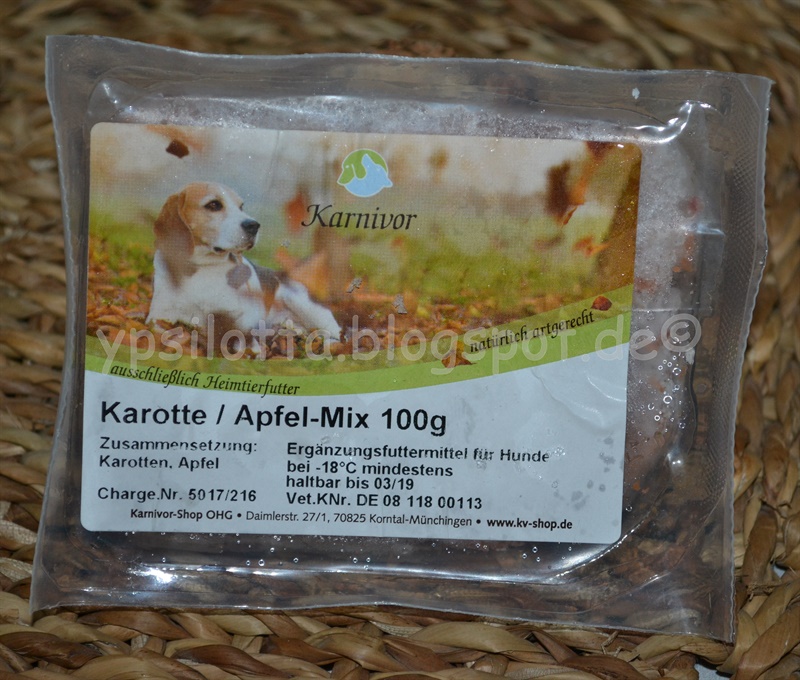 Karnivor
natürlich artgerecht
ypsilotta.blogspot.de©
ausschließlich Heimtierfutter
Karotte / Apfel-Mix 100g
Zusammensetzung:
Karotten, Apfel
Charge.Nr. 5017/216
Ergänzungsfuttermittel für Hunde
bei -18°C mindestens
haltbar bis 03/19
Vet.KNr. DE 08 118 00113
Karnivor-Shop OHG • Daimlerstr. 27/1, 70825 Korntal-Münchingen • www.kv-shop.de